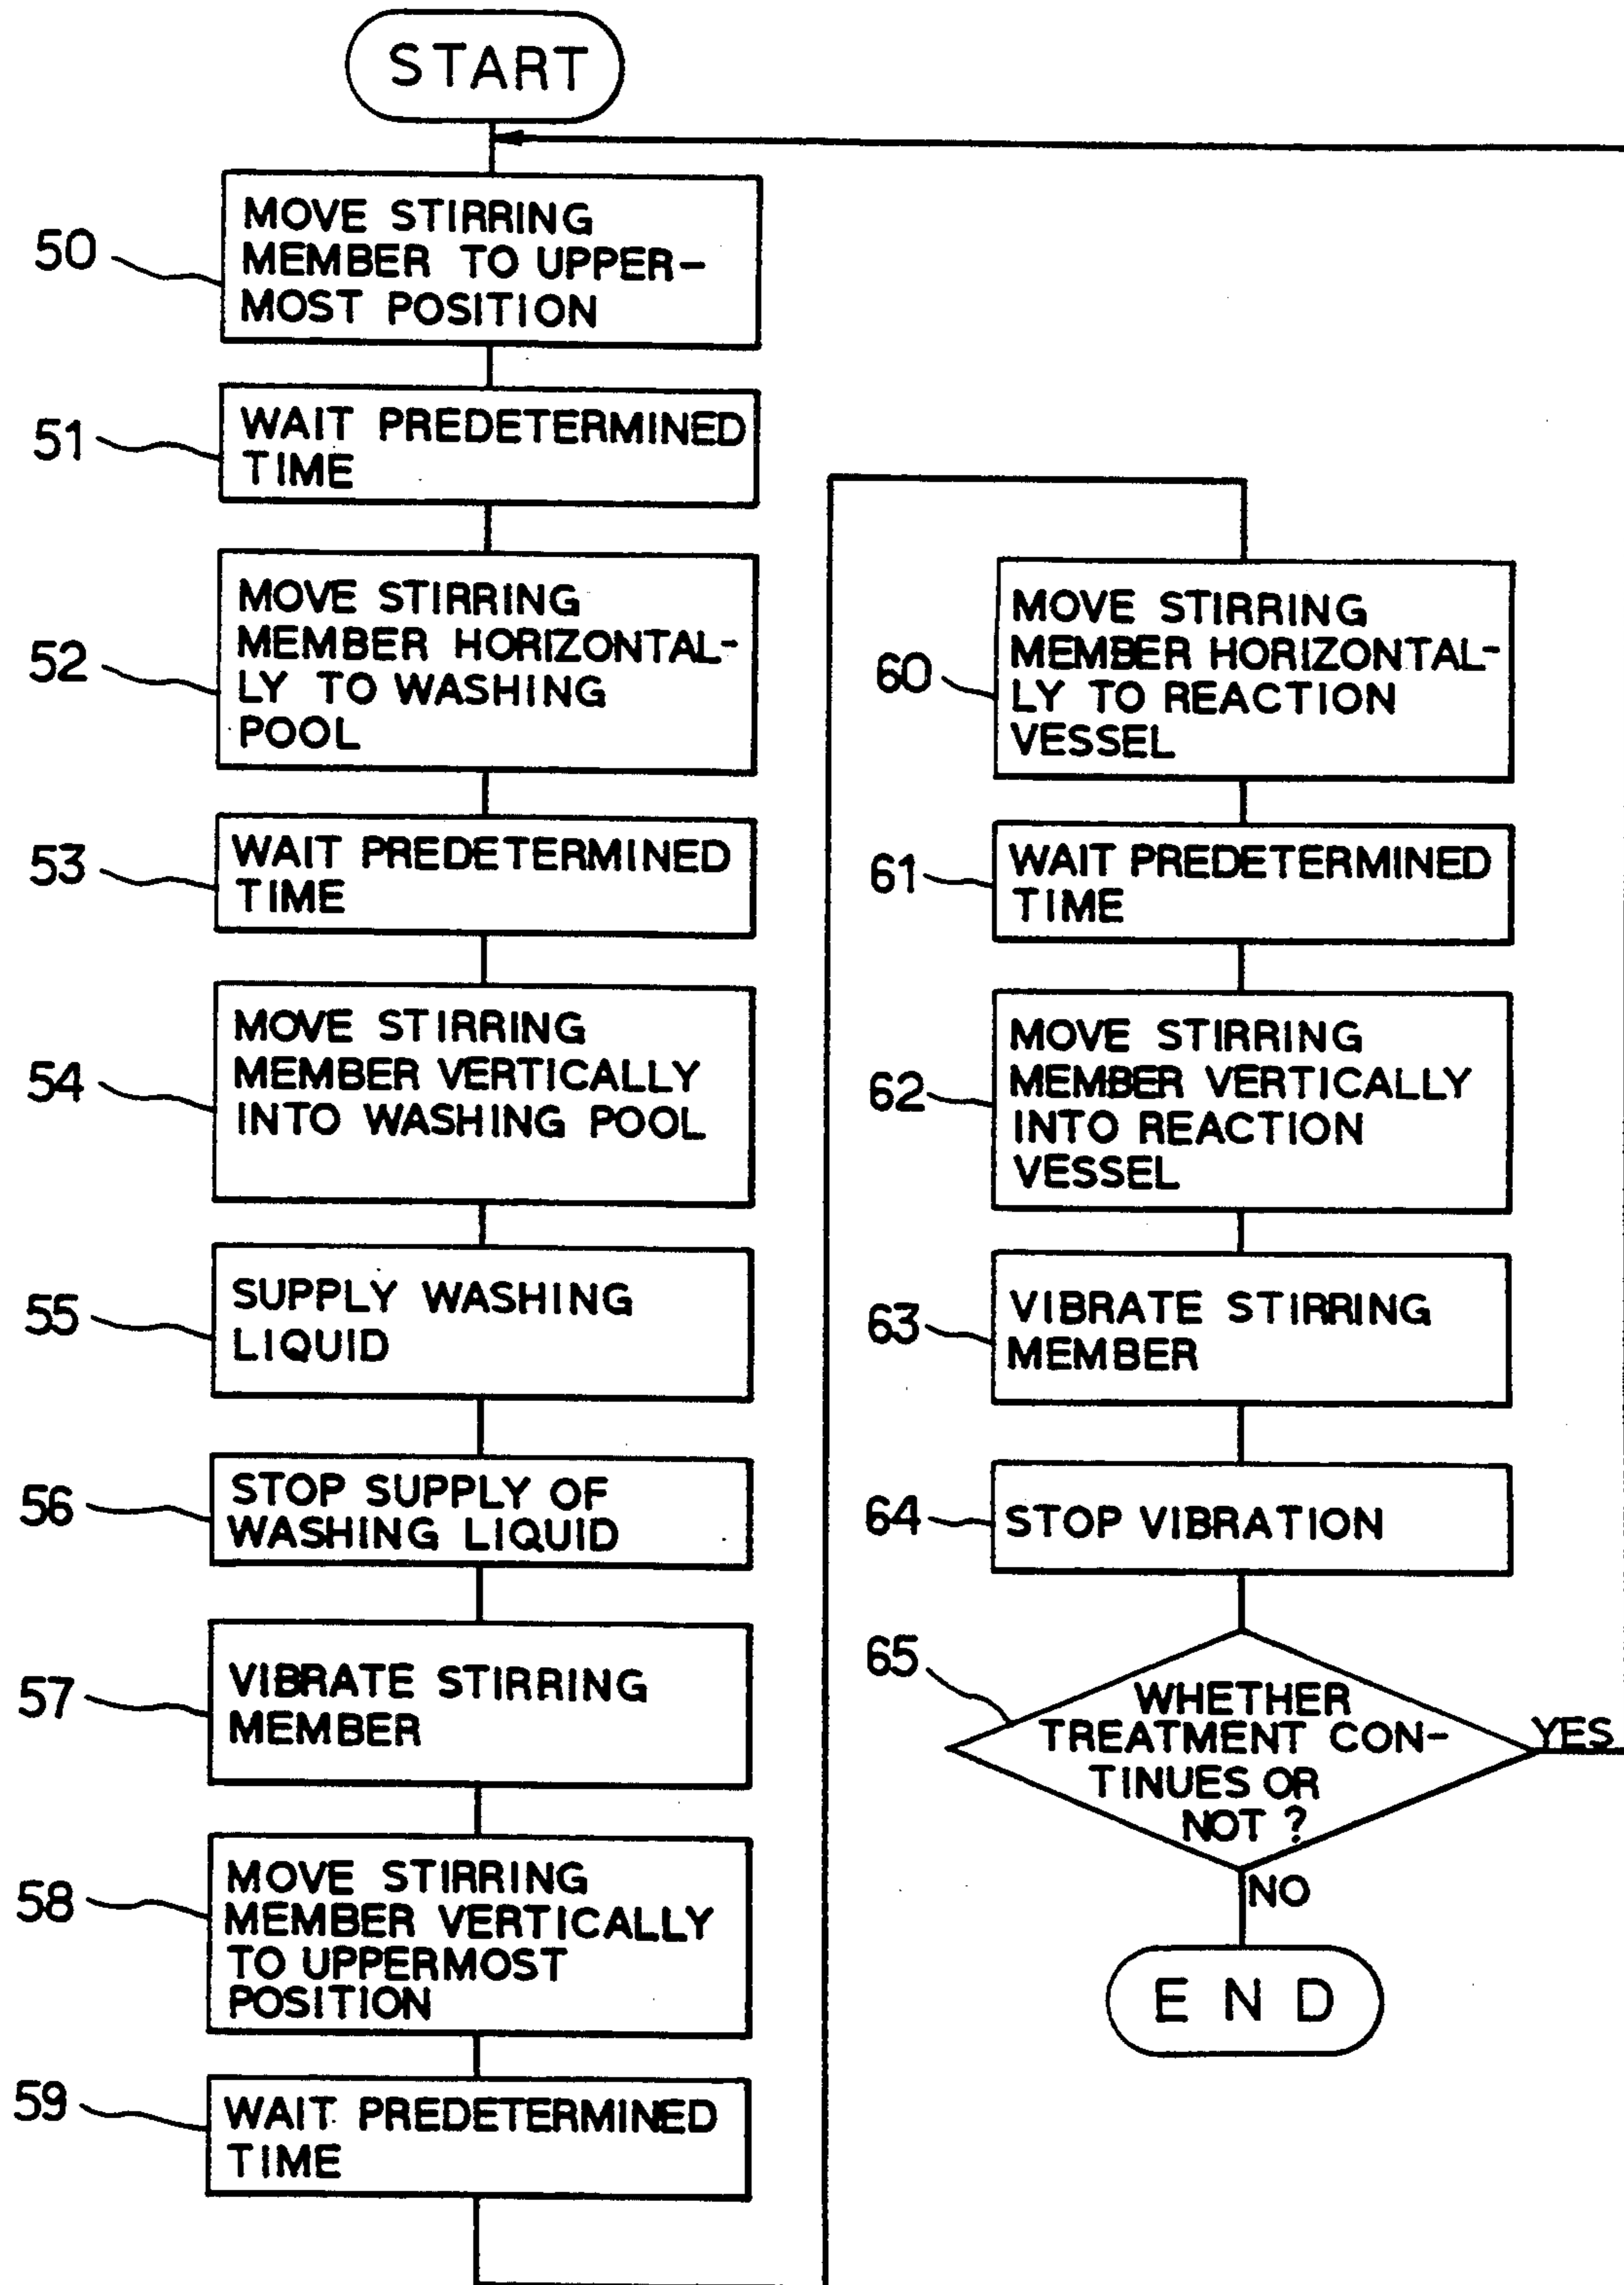 START
50
MOVE STIRRING
MEMBER TO UPPER-
MOST POSITION
51
WAIT PREDETERMINED
TIME
52
MOVE STIRRING
MEMBER HORIZONTAL-
LY TO WASHING
POOL
53
WAIT PREDETERMINED
TIME
54
MOVE STIRRING
MEMBER VERTICALLY
INTO WASHING POOL
55
SUPPLY WASHING
LIQUID
56
STOP SUPPLY OF
WASHING LIQUID
57
VIBRATE STIRRING
MEMBER
58
MOVE STIRRING
MEMBER VERTICALLY
TO UPPERMOST
POSITION
59
WAIT PREDETERMINED
TIME
60
MOVE STIRRING
MEMBER HORIZONTAL-
LY TO REACTION
VESSEL
61
WAIT PREDETERMINED
TIME
62
MOVE STIRRING
MEMBER VERTICALLY
INTO REACTION
VESSEL
63
VIBRATE STIRRING
MEMBER
64
STOP VIBRATION
65
WHETHER
TREATMENT CON-
TINUES OR
NOT ?
YES
NO
END